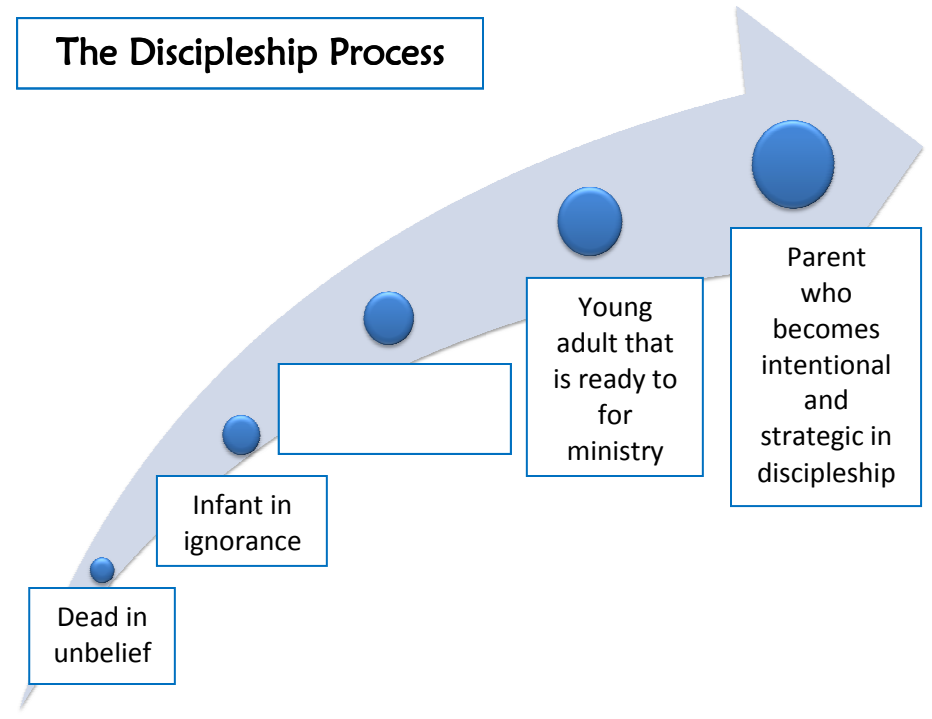 The Discipleship Process
Dead in
unbelief
Infant in
ignorance
Young
adult that
is ready to
for
ministry
Parent
who
becomes
intentional
and
strategic in
discipleship